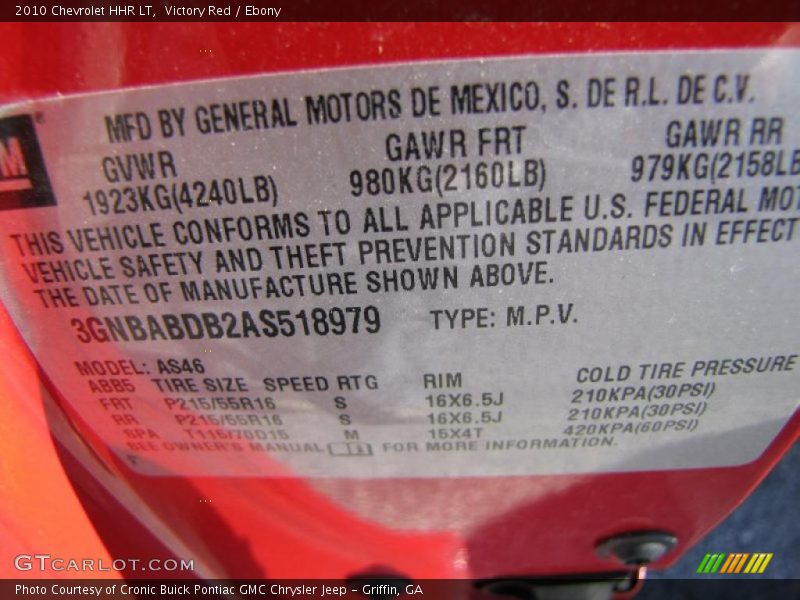 2010 Chevrolet HHR LT, Victory Red / Ebony
MFD BY GENERAL MOTORS DE MEXICO, S. DE R.L. DE C.V.
GM
GVWR GAWR FRT GAWR RR
1923KG(4240LB) 980KG(2160LB) 979KG(2158LB
THIS VEHICLE CONFORMS TO ALL APPLICABLE U.S. FEDERAL MOT
VEHICLE SAFETY AND THEFT PREVENTION STANDARDS IN EFFECT
THE DATE OF MANUFACTURE SHOWN ABOVE.
3GNBABDB2AS518979 TYPE: M.P.V.
MODEL: AS46
ABB5 TIRE SIZE SPEED RTG RIM COLD TIRE PRESSURE
FRT P215/55R16 S 16X6.5J 210KPA(30PSI)
RR P215/55R16 S 16X6.5J 210KPA(30PSI)
SPA T115/70D15 M 15X4T 420KPA(60PSI)
SEE OWNER'S MANUAL FOR MORE INFORMATION.
GTCARLOT.COM
Photo Courtesy of Cronic Buick Pontiac GMC Chrysler Jeep - Griffin, GA